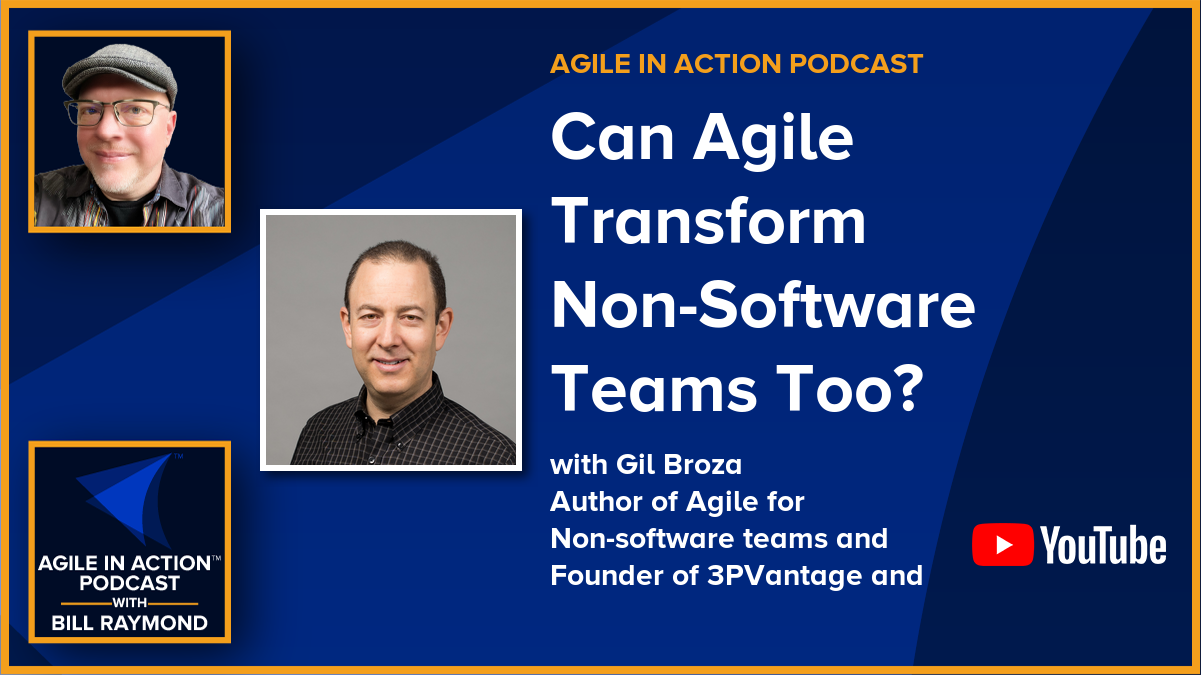 AGILE IN ACTION PODCAST
Can Agile
Transform
Non-Software
Teams Too?
with Gil Broza
Author of Agile for
Non-software teams and
Founder of 3PVantage and
YouTube
TM
AGILE IN ACTION™
PODCAST
WITH
BILL RAYMOND